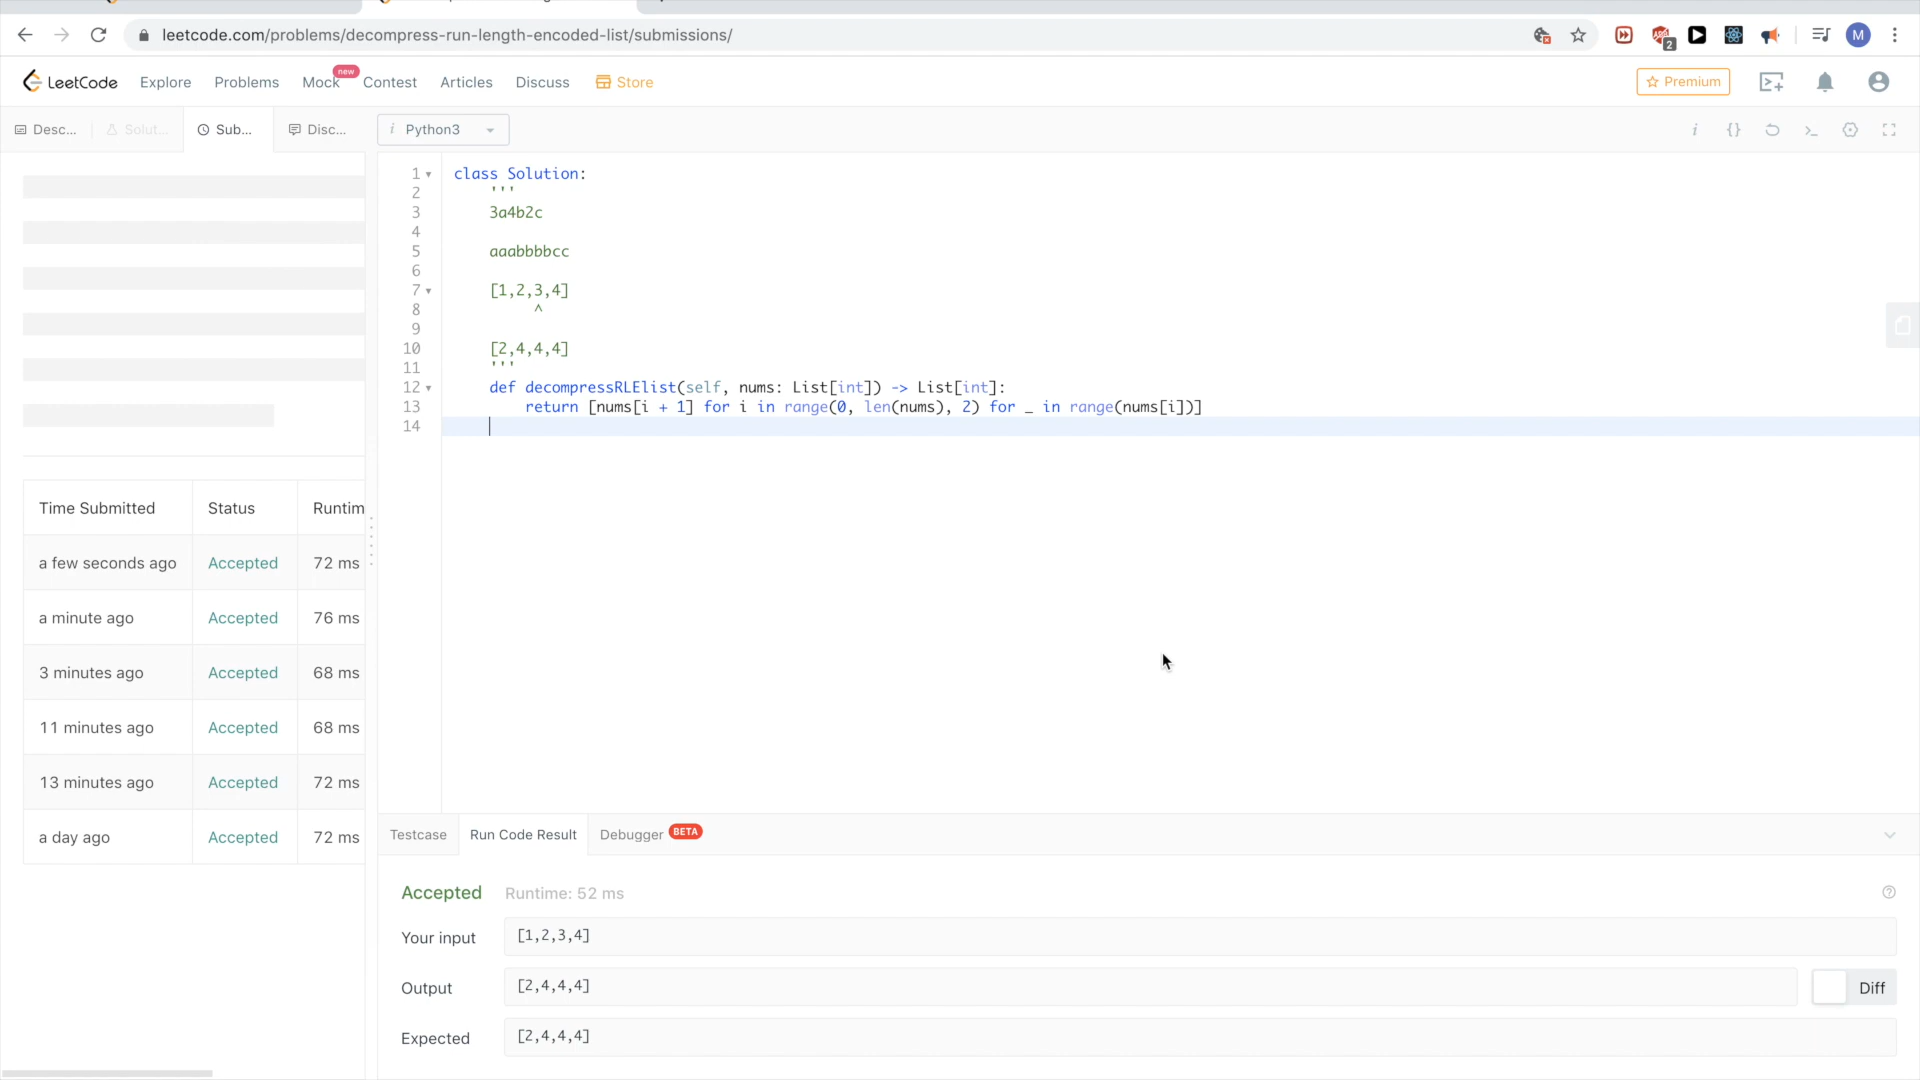 leetcode.com/problems/decompress-run-length-encoded-list/submissions/
2
M
LeetCode Explore Problems Mock new Contest Articles Discuss Store Premium
Desc... Solut... Sub... Disc... i Python3
1 class Solution:
2 '''
3 3a4b2c
4
5 aaabbbbcc
6
7 [1,2,3,4]
8 ^
9
10 [2,4,4,4]
11 '''
12 def decompressRLElist(self, nums: List[int]) -> List[int]:
13 return [nums[i + 1] for i in range(0, len(nums), 2) for _ in range(nums[i])]
14
Time Submitted Status Runtim
a few seconds ago Accepted 72 ms
a minute ago Accepted 76 ms
3 minutes ago Accepted 68 ms
11 minutes ago Accepted 68 ms
13 minutes ago Accepted 72 ms
a day ago Accepted 72 ms
Testcase Run Code Result Debugger BETA
Accepted Runtime: 52 ms
Your input [1,2,3,4]
Output [2,4,4,4] Diff
Expected [2,4,4,4]